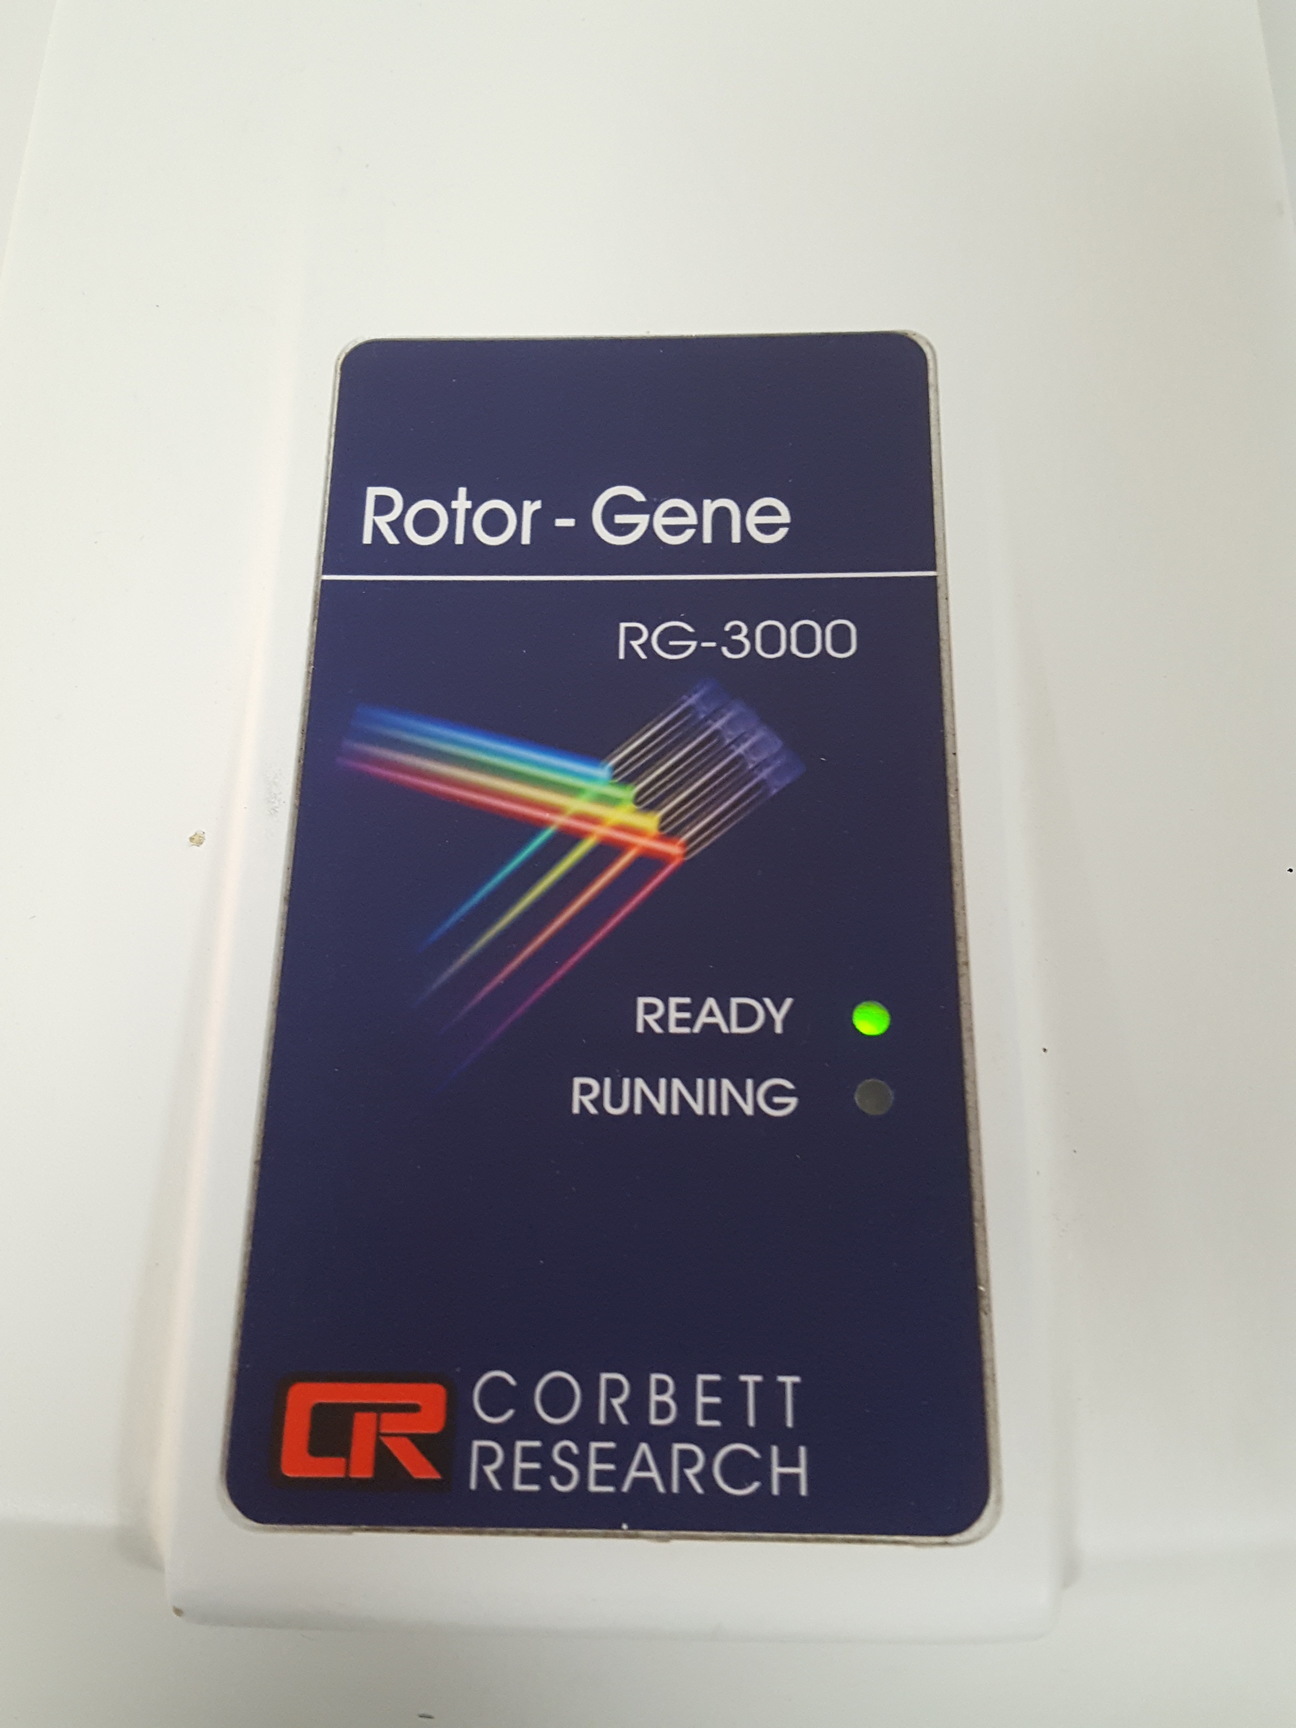 Rotor - Gene
RG-3000
READY
RUNNING
CR CORBETT
RESEARCH